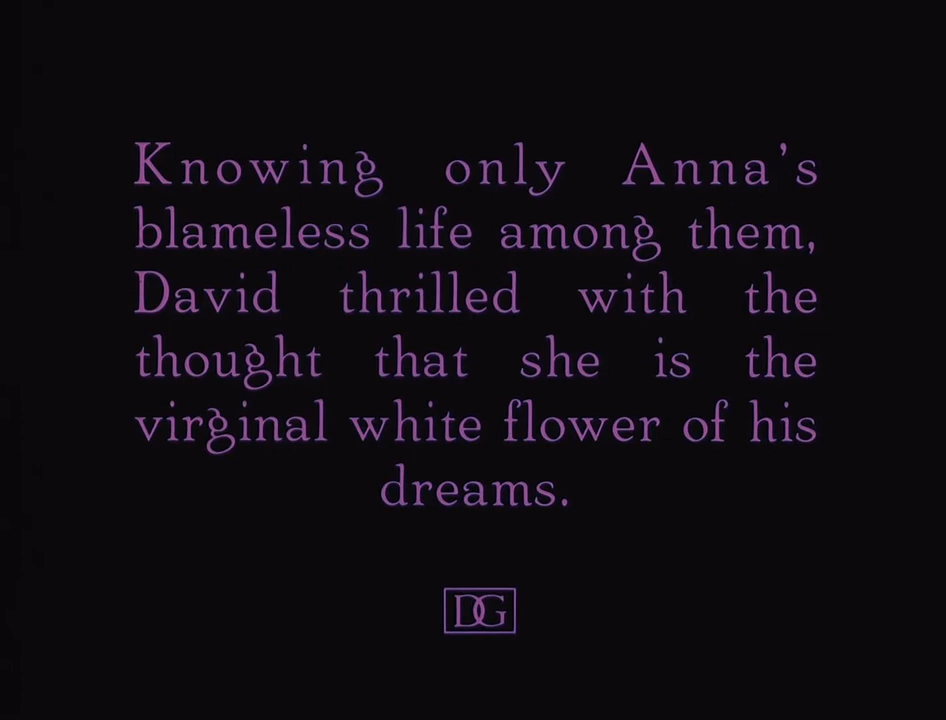 Knowing only Anna's
blameless life among them,
David thrilled with the
thought that she is the
virginal white flower of his
dreams.
DG